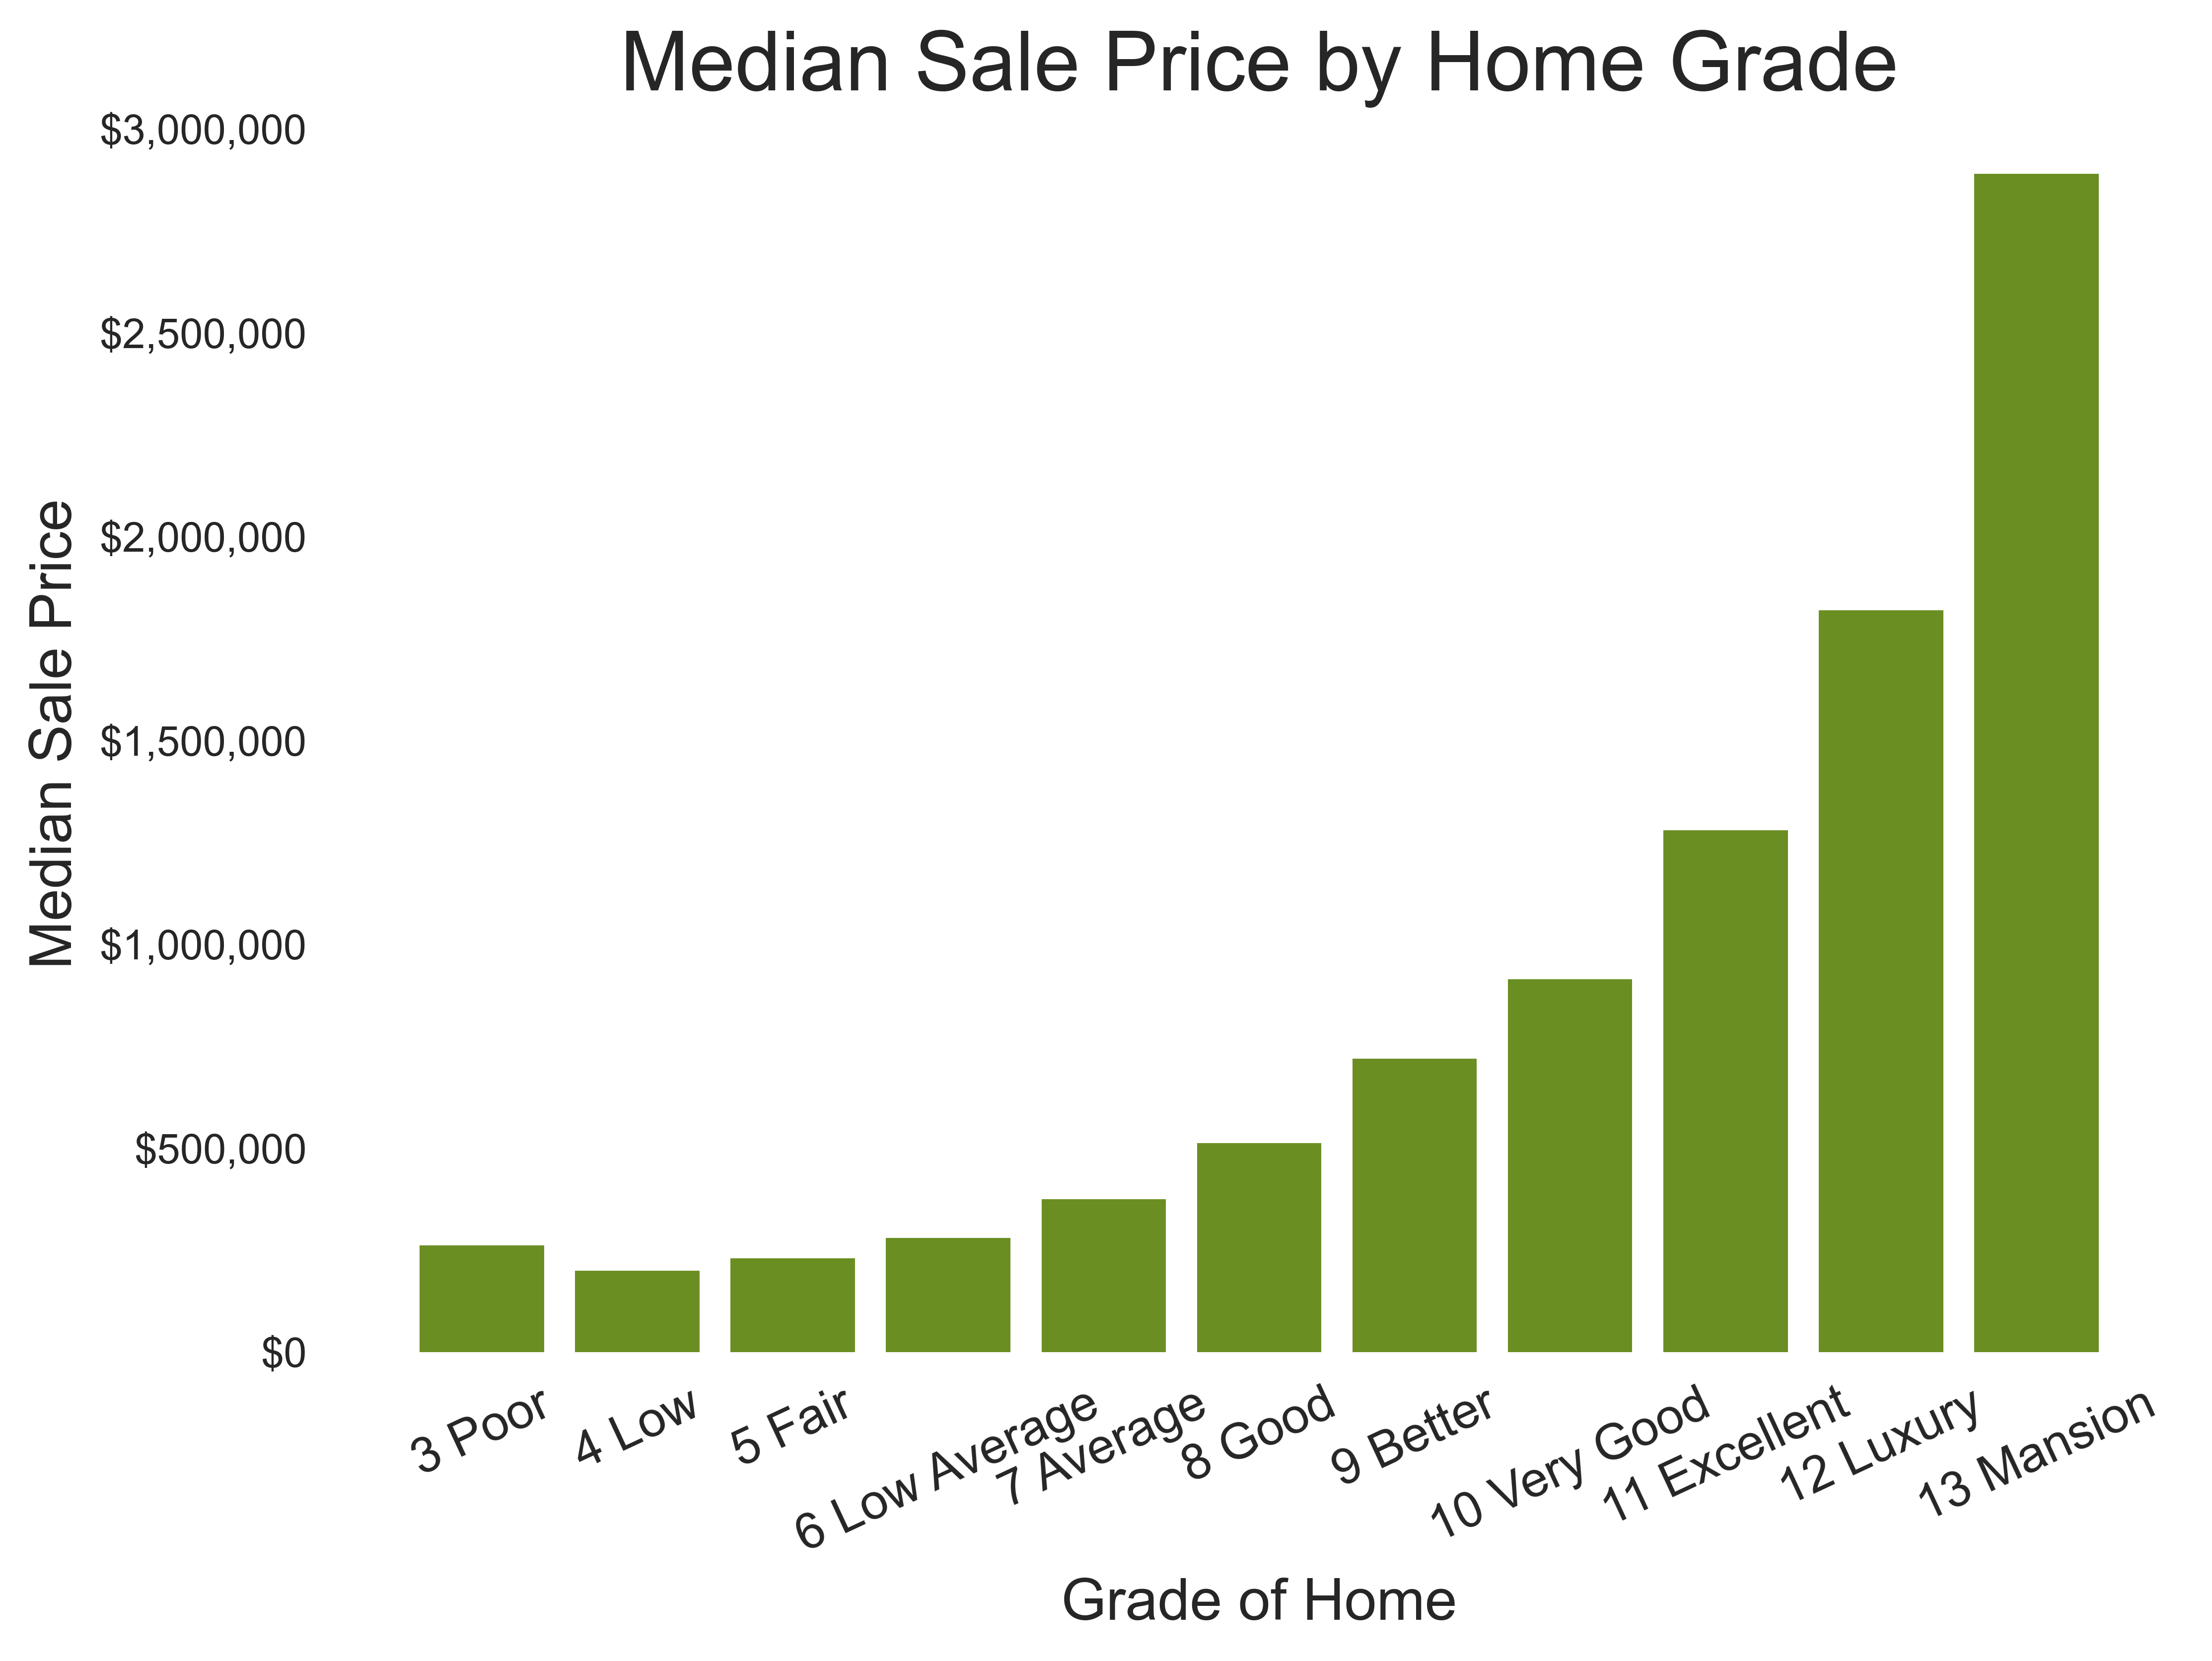 Median Sale Price by Home Grade
$3,000,000
$2,500,000
$2,000,000
$1,500,000
$1,000,000
$500,000
$0
Median Sale Price
3 Poor
4 Low
5 Fair
6 Low Average
7 Average
8 Good
9 Better
10 Very Good
11 Excellent
12 Luxury
13 Mansion
Grade of Home